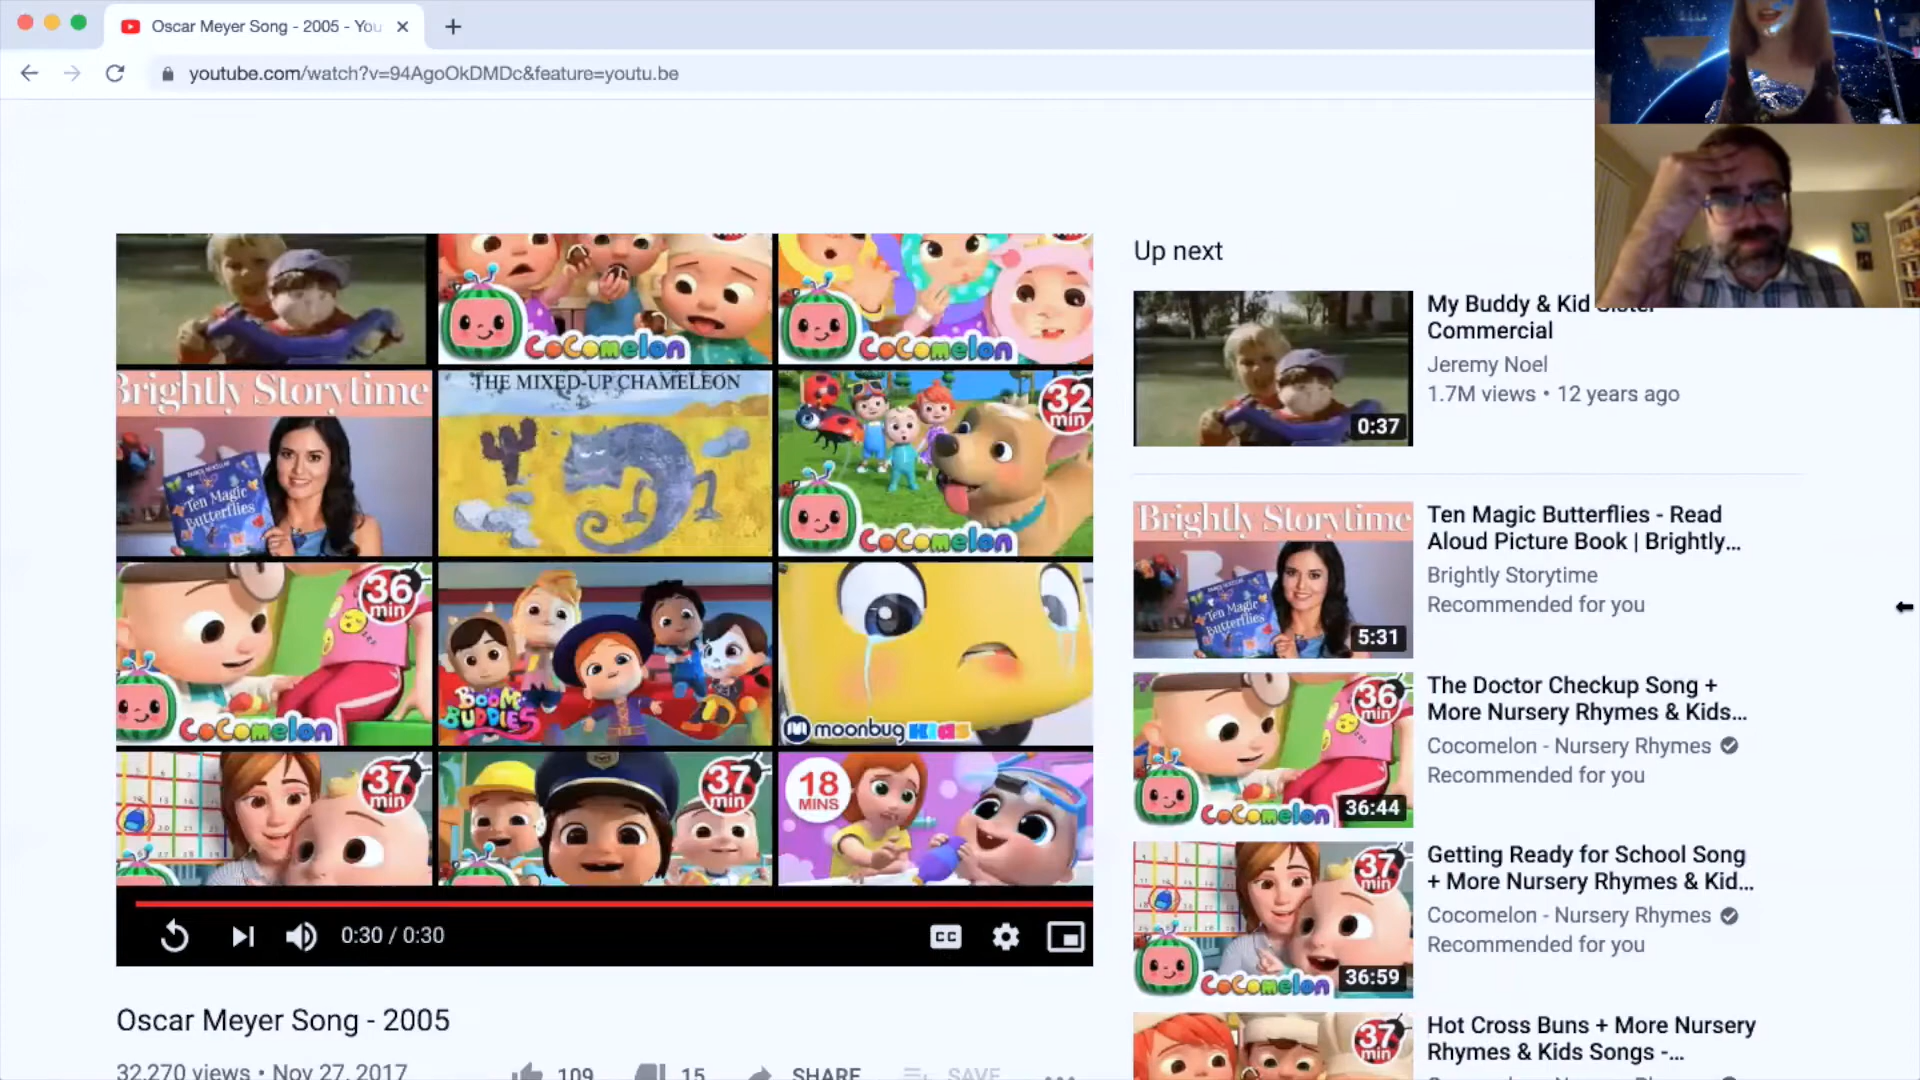 Oscar Meyer Song - 2005 - You
youtube.com/watch?v=94AgoOkDMDc&feature=youtu.be
CoComelon
CoComelon
Brightly Storytime
Ten Magic
Butterflies
THE MIXED-UP CHAMELEON
32
min
CoComelon
36
min
CoComelon
BOOM
BUDDIES
moonbug KIDS
37
min
37
min
18
MINS
0:30 / 0:30
CC
Oscar Meyer Song - 2005
32,270 views • Nov 27, 2017
109
15
SHARE
SAVE
Up next
0:37
My Buddy & Kid Sister
Commercial
Jeremy Noel
1.7M views • 12 years ago
Brightly Storytime
Ten Magic
Butterflies
5:31
Ten Magic Butterflies - Read
Aloud Picture Book | Brightly...
Brightly Storytime
Recommended for you
36
min
CoComelon
36:44
The Doctor Checkup Song +
More Nursery Rhymes & Kids...
Cocomelon - Nursery Rhymes
Recommended for you
37
min
CoComelon
36:59
Getting Ready for School Song
+ More Nursery Rhymes & Kid...
Cocomelon - Nursery Rhymes
Recommended for you
37
min
Hot Cross Buns + More Nursery
Rhymes & Kids Songs -...